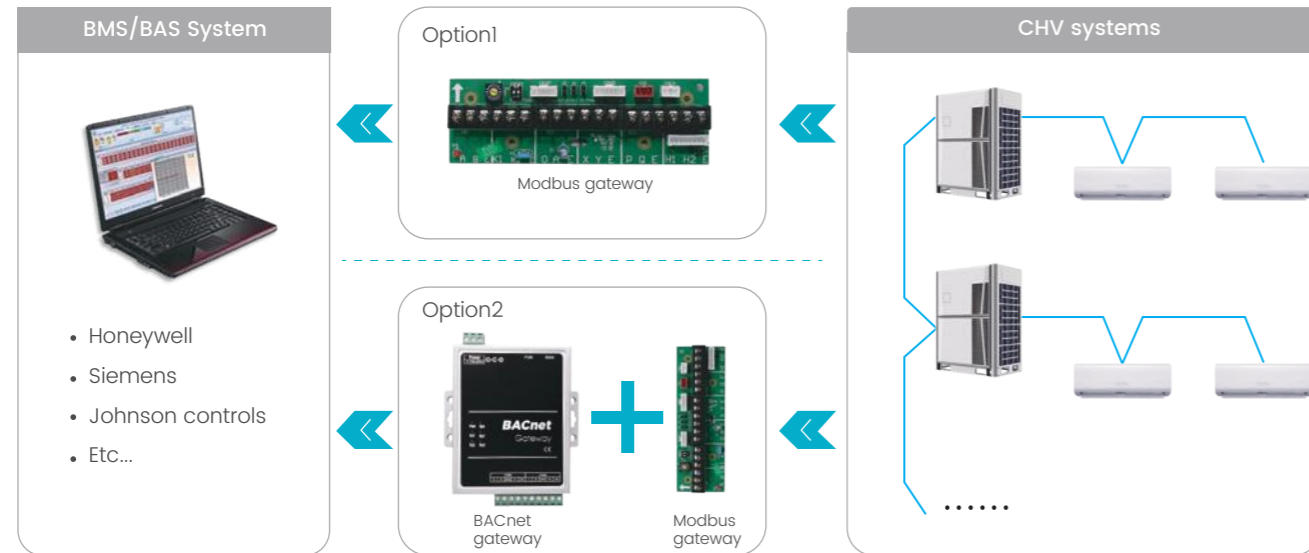 BMS/BAS System
Honeywell
Siemens
Johnson controls
Etc...
Option1
Modbus gateway
Option2
BACnet
Gateway
BACnet
gateway
Modbus
gateway
CHV systems
......